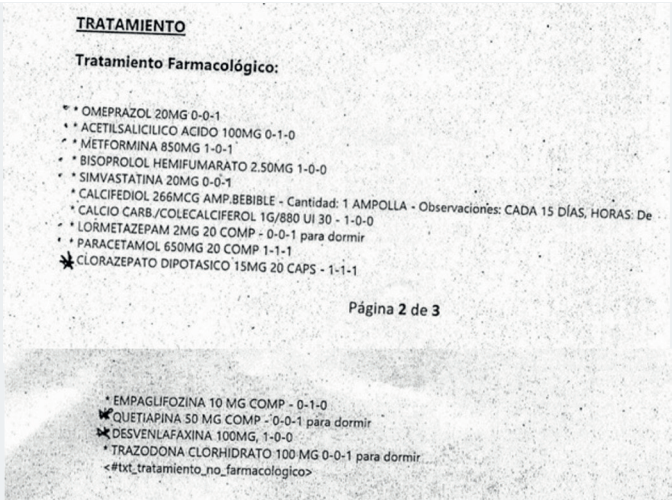 TRATAMIENTO
Tratamiento Farmacológico:
* OMEPRAZOL 20MG 0-0-1
* ACETILSALICILICO ACIDO 100MG 0-1-0
* METFORMINA 850MG 1-0-1
* BISOPROLOL HEMIFUMARATO 2.50MG 1-0-0
* SIMVASTATINA 20MG 0-0-1
* CALCIFEDIOL 266MCG AMP.BEBIBLE - Cantidad: 1 AMPOLLA - Observaciones: CADA 15 DÍAS, HORAS: De
* CALCIO CARB./COLECALCIFEROL 1G/880 UI 30 - 1-0-0
* LORMETAZEPAM 2MG 20 COMP - 0-0-1 para dormir
* PARACETAMOL 650MG 20 COMP 1-1-1
* CLORAZEPATO DIPOTASICO 15MG 20 CAPS - 1-1-1
Página 2 de 3
* EMPAGLIFOZINA 10 MG COMP - 0-1-0
* QUETIAPINA 50 MG COMP - 0-0-1 para dormir
* DESVENLAFAXINA 100MG, 1-0-0
* TRAZODONA CLORHIDRATO 100 MG 0-0-1 para dormir
<#txt_tratamiento_no_farmacologico>